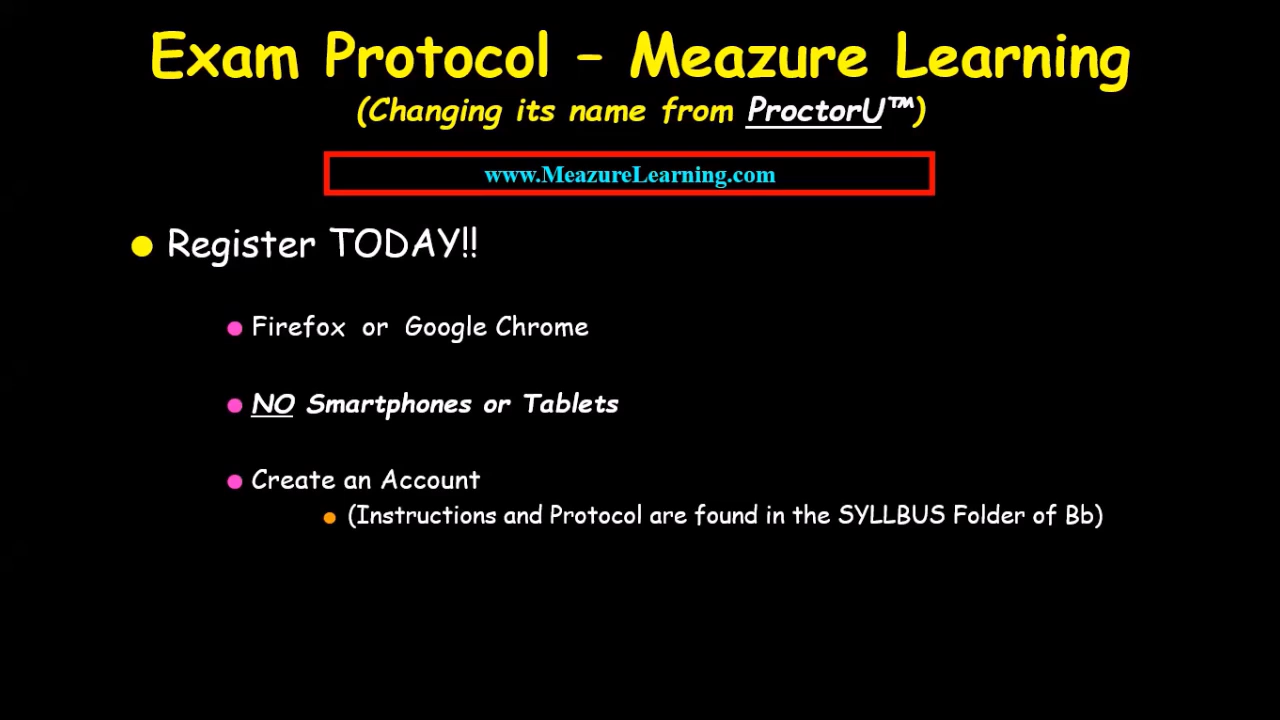 Exam Protocol – Meazure Learning
(Changing its name from ProctorU™)
www.MeazureLearning.com
Register TODAY!!
Firefox or Google Chrome
NO Smartphones or Tablets
Create an Account
(Instructions and Protocol are found in the SYLLBUS Folder of Bb)